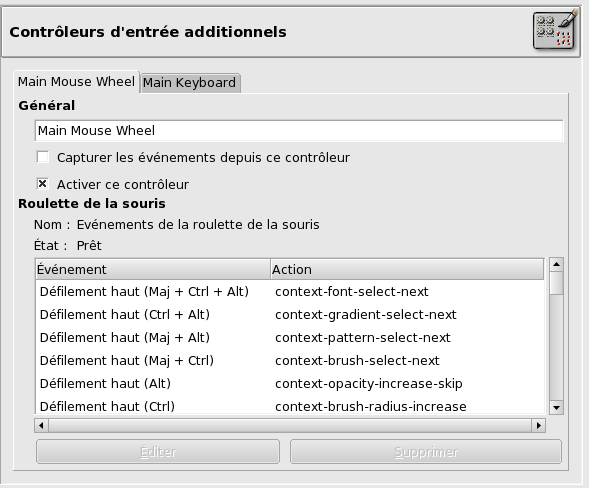 Contrôleurs d'entrée additionnels
Main Mouse Wheel Main Keyboard
Général
Main Mouse Wheel
Capturer les événements depuis ce contrôleur
Activer ce contrôleur
Roulette de la souris
Nom : Evénements de la roulette de la souris
État : Prêt
Événement Action
Défilement haut (Maj + Ctrl + Alt) context-font-select-next
Défilement haut (Ctrl + Alt) context-gradient-select-next
Défilement haut (Maj + Alt) context-pattern-select-next
Défilement haut (Maj + Ctrl) context-brush-select-next
Défilement haut (Alt) context-opacity-increase-skip
Défilement haut (Ctrl) context-brush-radius-increase
Éditer Supprimer